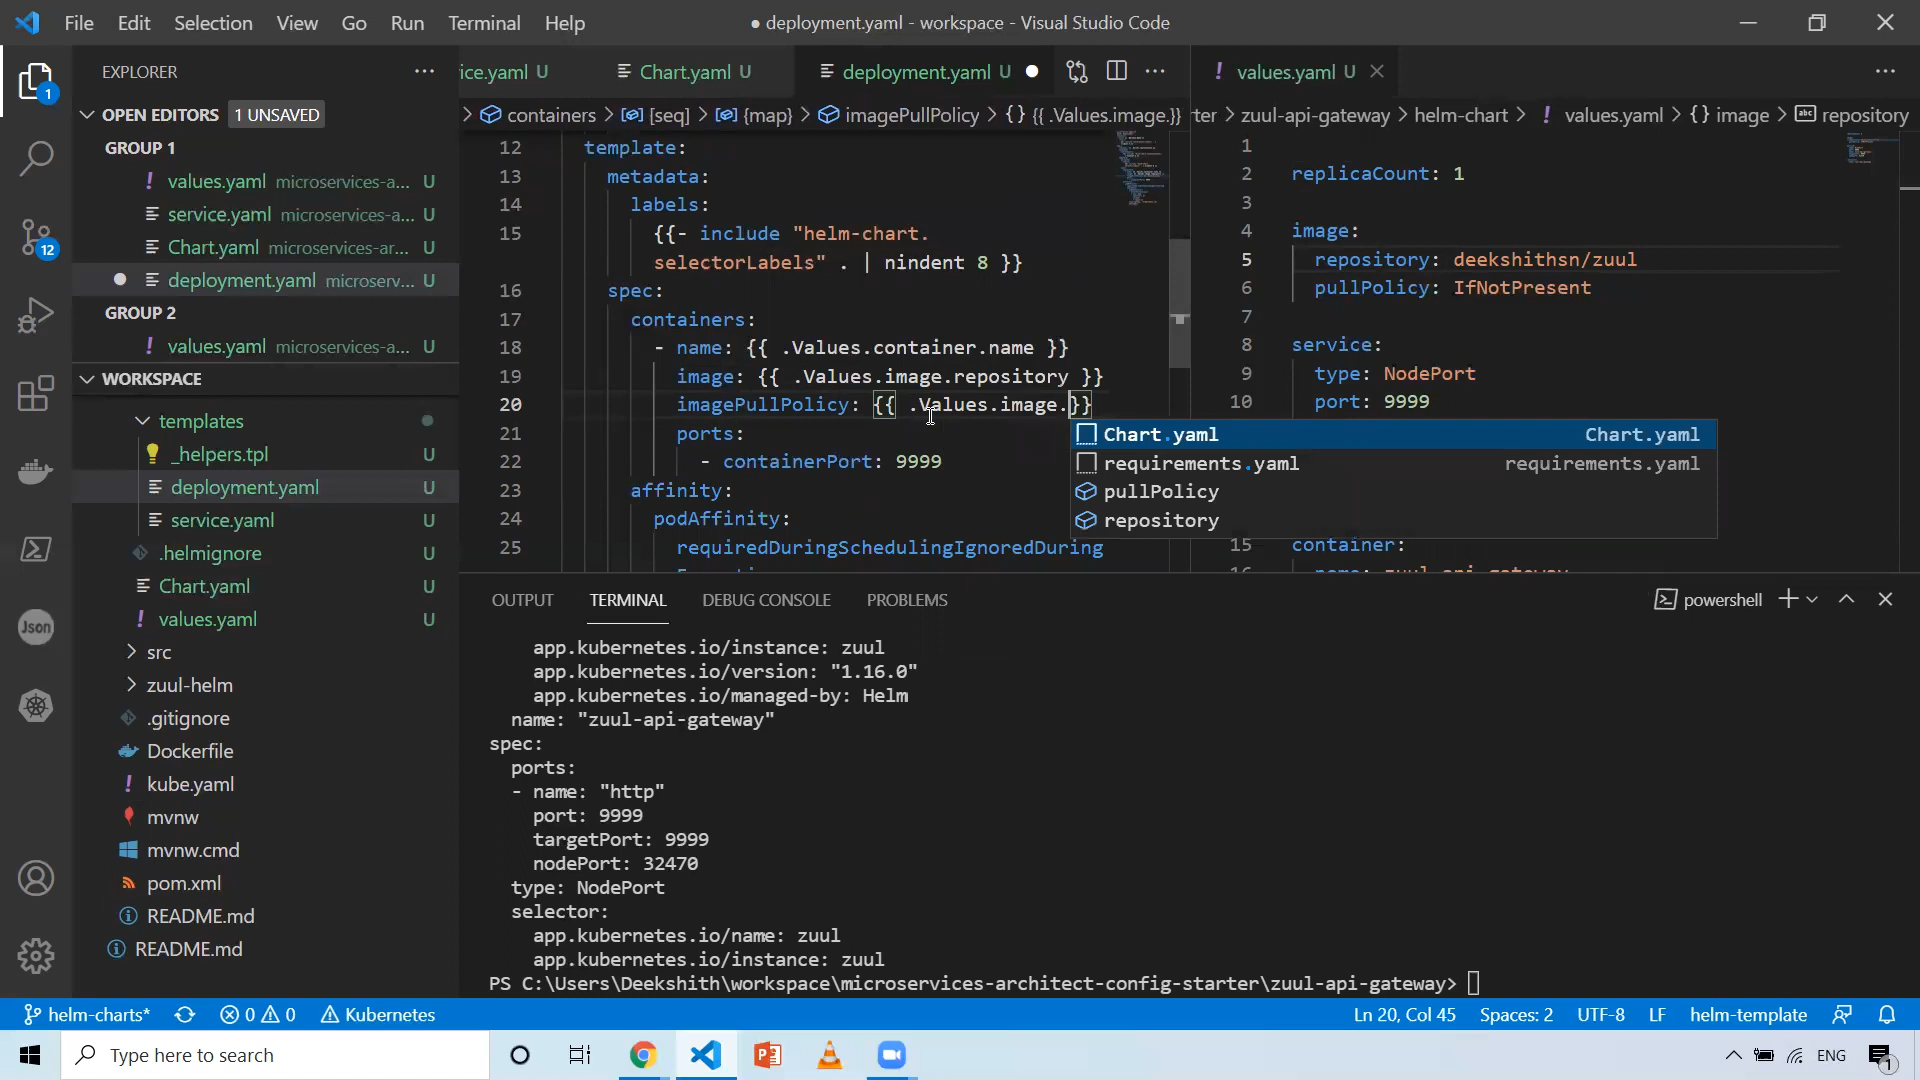 File Edit Selection View Go Run Terminal Help
● deployment.yaml - workspace - Visual Studio Code
EXPLORER
OPEN EDITORS 1 UNSAVED
GROUP 1
values.yaml microservices-a... U
service.yaml microservices-a... U
Chart.yaml microservices-ar... U
deployment.yaml microserv... U
GROUP 2
values.yaml microservices-a... U
WORKSPACE
templates
_helpers.tpl U
deployment.yaml U
service.yaml U
.helmignore U
Chart.yaml U
values.yaml U
src
zuul-helm
.gitignore
Dockerfile
kube.yaml
mvnw
mvnw.cmd
pom.xml
README.md
README.md
1
12
Json
ice.yaml U
Chart.yaml U
deployment.yaml U
containers > [seq] > {map} > imagePullPolicy > {} {{ .Values.image.}}
12 template:
13 metadata:
14 labels:
15 {{- include "helm-chart.
selectorLabels" . | nindent 8 }}
16 spec:
17 containers:
18 - name: {{ .Values.container.name }}
19 image: {{ .Values.image.repository }}
20 imagePullPolicy: {{ .Values.image.}}
21 ports:
22 - containerPort: 9999
23 affinity:
24 podAffinity:
25 requiredDuringSchedulingIgnoredDuring
Chart.yaml Chart.yaml
requirements.yaml requirements.yaml
pullPolicy
repository
values.yaml U
rter > zuul-api-gateway > helm-chart > ! values.yaml > {} image > repository
1
2 replicaCount: 1
3
4 image:
5 repository: deekshithsn/zuul
6 pullPolicy: IfNotPresent
7
8 service:
9 type: NodePort
10 port: 9999
15 container:
16 name: zuul-api-gateway
OUTPUT TERMINAL DEBUG CONSOLE PROBLEMS
powershell
app.kubernetes.io/instance: zuul
app.kubernetes.io/version: "1.16.0"
app.kubernetes.io/managed-by: Helm
name: "zuul-api-gateway"
spec:
ports:
- name: "http"
port: 9999
targetPort: 9999
nodePort: 32470
type: NodePort
selector:
app.kubernetes.io/name: zuul
app.kubernetes.io/instance: zuul
PS C:\Users\Deekshith\workspace\microservices-architect-config-starter\zuul-api-gateway>
helm-charts* 0 0 Kubernetes
Ln 20, Col 45 Spaces: 2 UTF-8 LF helm-template
Type here to search
ENG
1